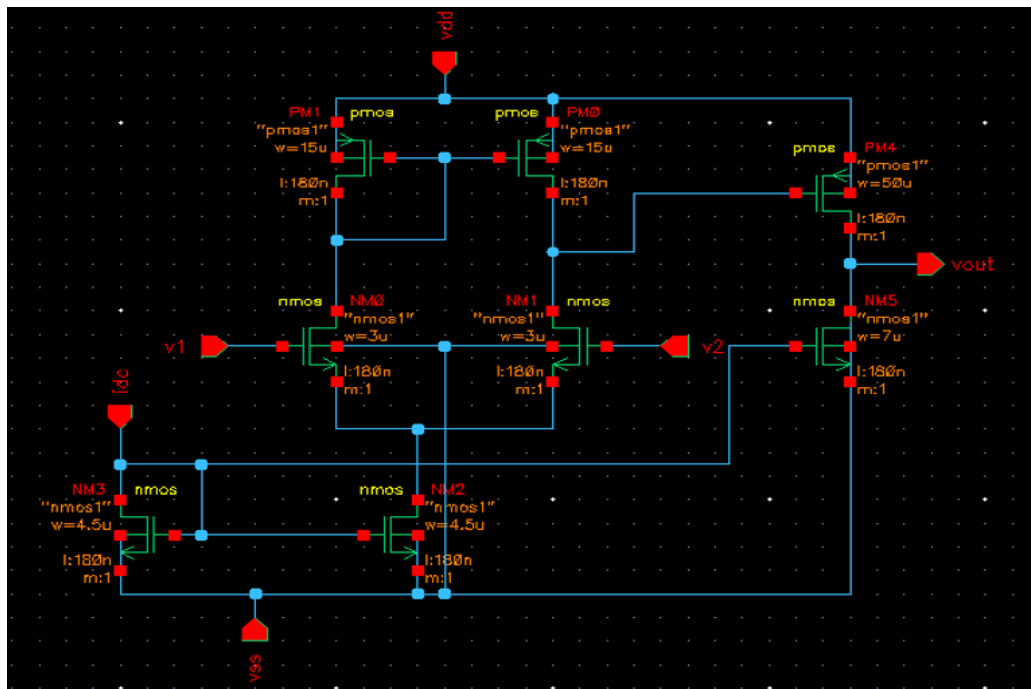 vdd
PM1
pmos
"pmos1"
w=15u
l:180n
m:1
pmos
PM0
"pmos1"
w=15u
l:180n
m:1
pmos
PM4
"pmos1"
w=50u
l:180n
m:1
vout
v1
nmos
NM0
"nmos1"
w=3u
l:180n
m:1
NM1
nmos
"nmos1"
w=3u
l:180n
m:1
v2
nmos
NM5
"nmos1"
w=7u
l:180n
m:1
idc
NM3
nmos
"nmos1"
w=4.5u
l:180n
m:1
nmos
NM2
"nmos1"
w=4.5u
l:180n
m:1
vss